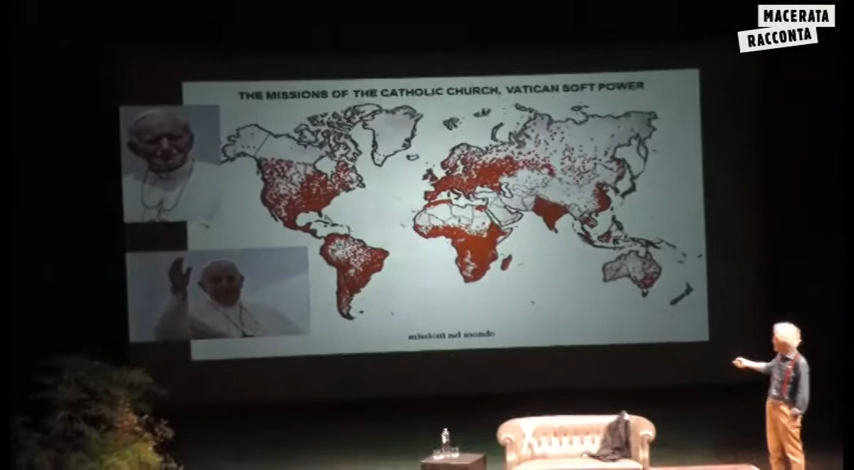 MACERATA
RACCONTA
THE MISSIONS OF THE CATHOLIC CHURCH, VATICAN SOFT POWER
missioni nel mondo